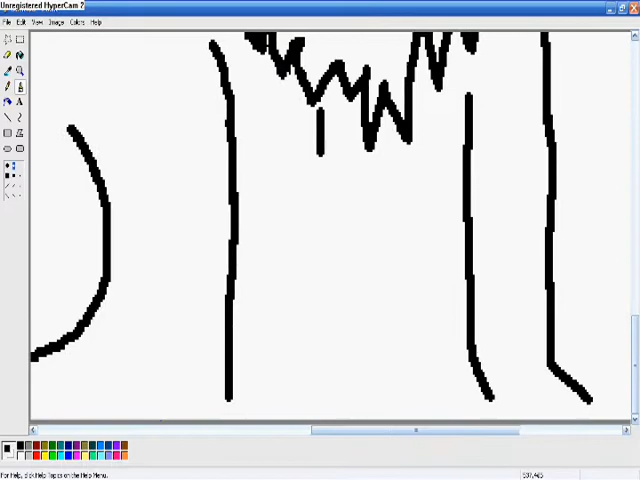 Unregistered HyperCam 2
File Edit View Image Colors Help
For Help, click Help Topics on the Help Menu.